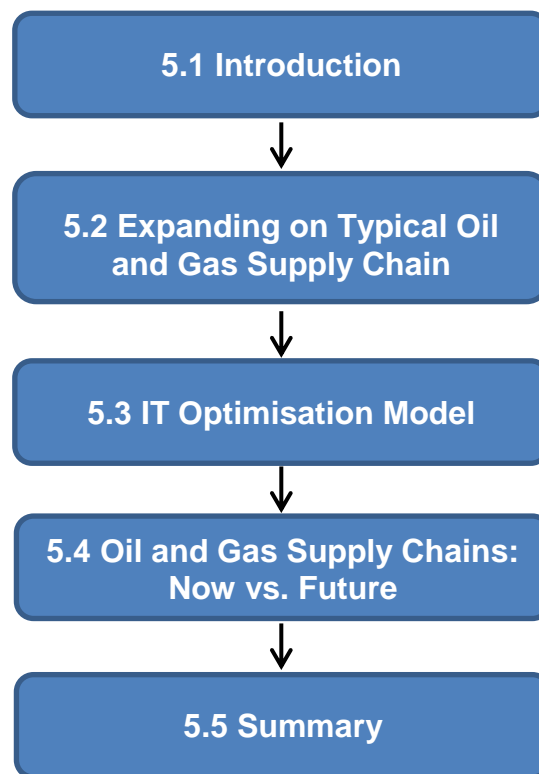 5.1 Introduction
5.2 Expanding on Typical Oil
and Gas Supply Chain
5.3 IT Optimisation Model
5.4 Oil and Gas Supply Chains:
Now vs. Future
5.5 Summary